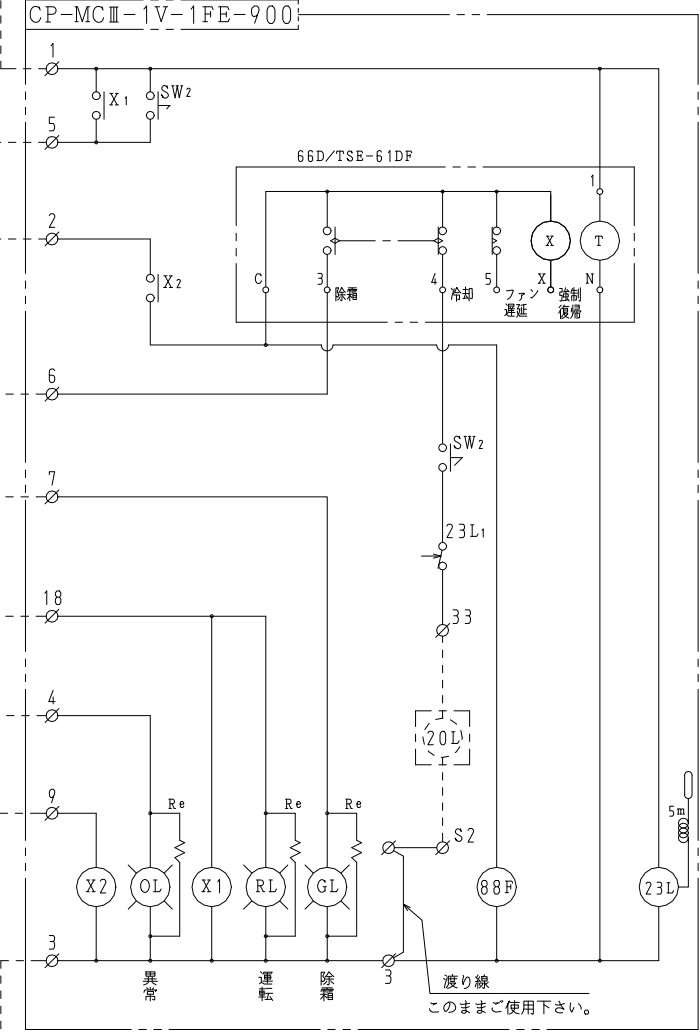 CP-MCⅢ-1V-1FE-900
1
X1
SW2
5
66D/TSE-61DF
1
2
X
T
X2
C
3
除霜
4
冷却
5
ファン
遅延
X
強制
復帰
N
6
SW2
7
23L1
18
33
4
20L
9
Re
Re
Re
S2
5m
X2
OL
X1
RL
GL
88F
23L
3
3
異常
運転
除霜
渡り線
このままご使用下さい。